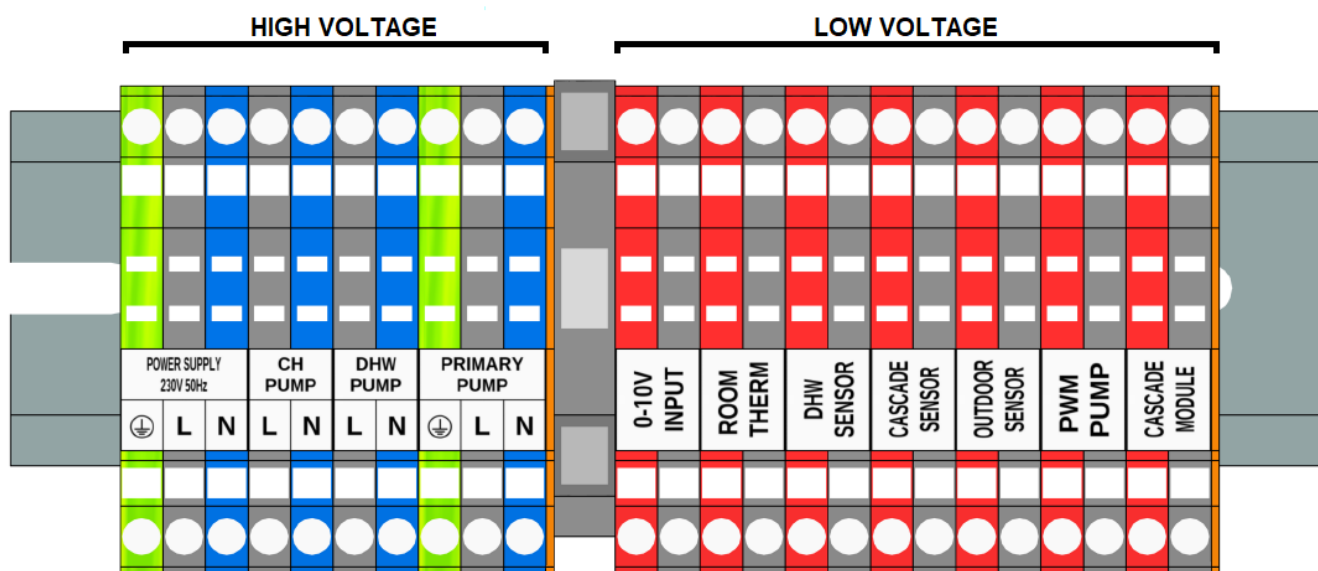 HIGH VOLTAGE
LOW VOLTAGE
POWER SUPPLY
230V 50Hz
CH
PUMP
DHW
PUMP
PRIMARY
PUMP
L
N
L
N
L
N
L
N
0-10V
INPUT
ROOM
THERM
DHW
SENSOR
CASCADE
SENSOR
OUTDOOR
SENSOR
PWM
PUMP
CASCADE
MODULE